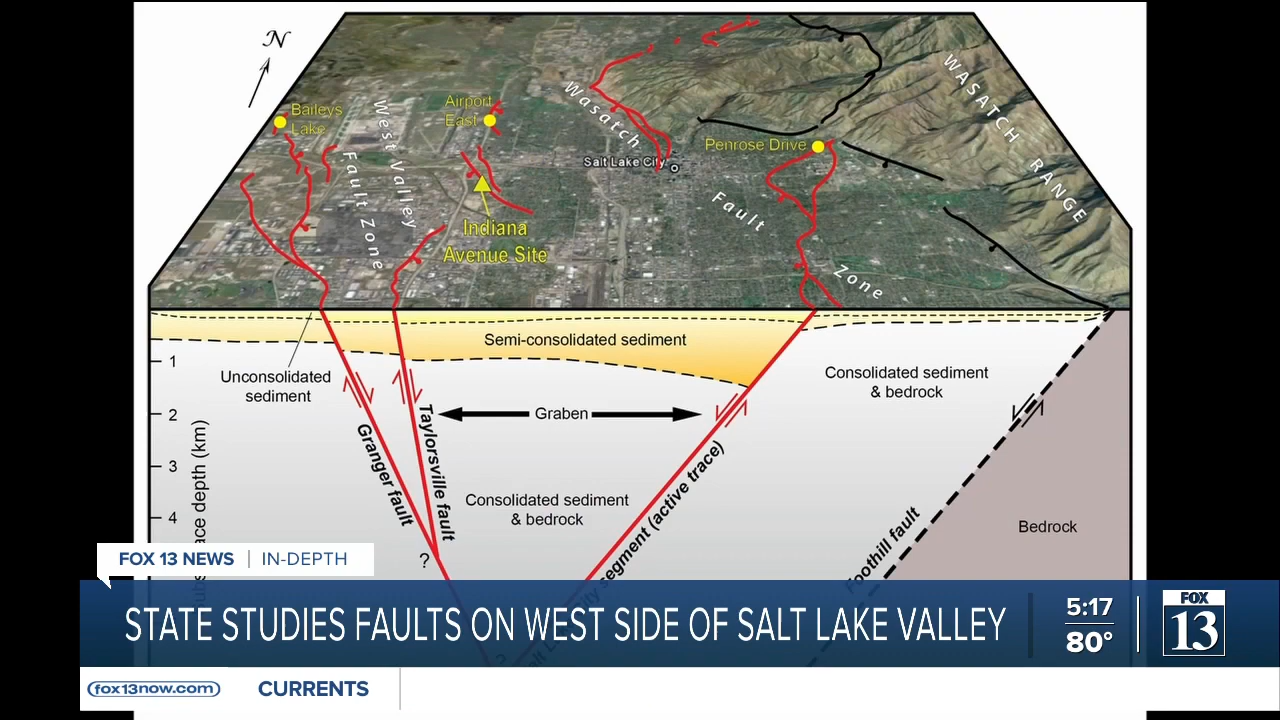 N
Baileys
Lake
West Valley
Fault Zone
Airport
East
Indiana
Avenue Site
Wasatch
Salt Lake City
Penrose Drive
Fault
Zone
WASATCH RANGE
Semi-consolidated sediment
Unconsolidated
sediment
1
2
3
4
Granger fault
Taylorsville fault
Graben
Consolidated sediment
& bedrock
Consolidated sediment
& bedrock
segment (active trace)
Foothill fault
Bedrock
depth (km)
?
FOX 13 NEWS | IN-DEPTH
STATE STUDIES FAULTS ON WEST SIDE OF SALT LAKE VALLEY
5:17
80°
FOX
13
fox13now.com
CURRENTS